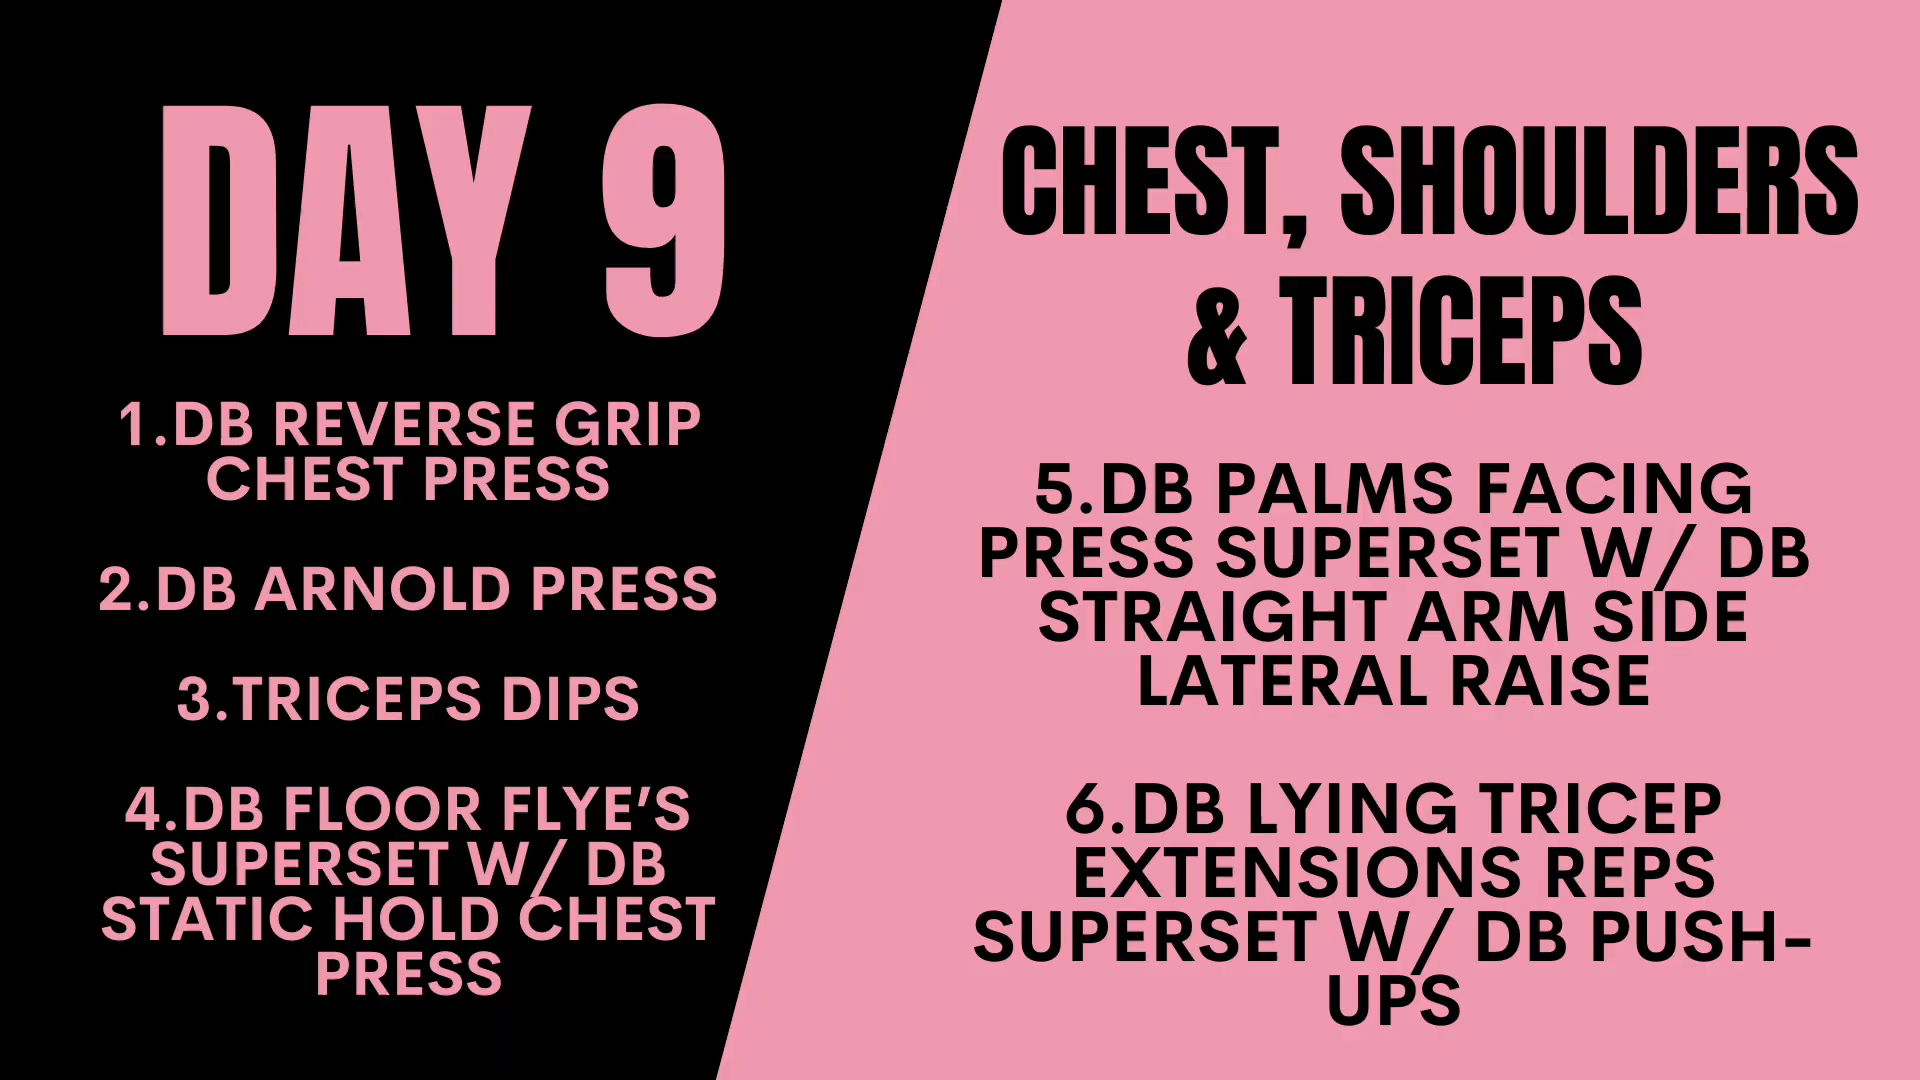 DAY 9
1.DB REVERSE GRIP
CHEST PRESS
2.DB ARNOLD PRESS
3.TRICEPS DIPS
4.DB FLOOR FLYE’S
SUPERSET W/ DB
STATIC HOLD CHEST
PRESS
CHEST, SHOULDERS
& TRICEPS
5.DB PALMS FACING
PRESS SUPERSET W/ DB
STRAIGHT ARM SIDE
LATERAL RAISE
6.DB LYING TRICEP
EXTENSIONS REPS
SUPERSET W/ DB PUSH-
UPS